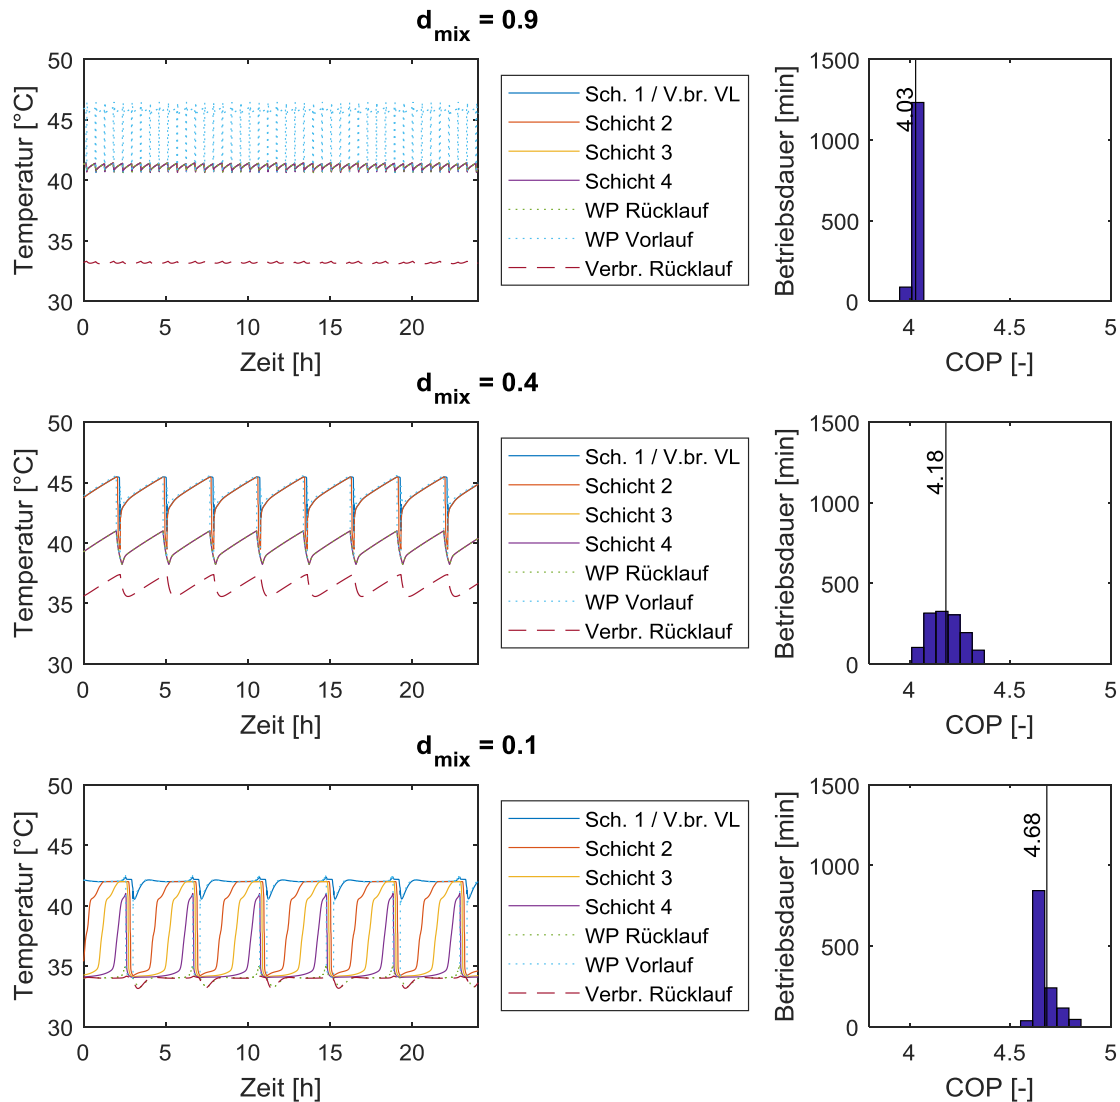 d_mix = 0.9
50
45
40
35
30
Temperatur [°C]
0 5 10 15 20
Zeit [h]
Sch. 1 / V.br. VL
Schicht 2
Schicht 3
Schicht 4
WP Rücklauf
WP Vorlauf
Verbr. Rücklauf
1500
1000
500
0
Betriebsdauer [min]
4.03
4 4.5 5
COP [-]
d_mix = 0.4
50
45
40
35
30
Temperatur [°C]
0 5 10 15 20
Zeit [h]
Sch. 1 / V.br. VL
Schicht 2
Schicht 3
Schicht 4
WP Rücklauf
WP Vorlauf
Verbr. Rücklauf
1500
1000
500
0
Betriebsdauer [min]
4.18
4 4.5 5
COP [-]
d_mix = 0.1
50
45
40
35
30
Temperatur [°C]
0 5 10 15 20
Zeit [h]
Sch. 1 / V.br. VL
Schicht 2
Schicht 3
Schicht 4
WP Rücklauf
WP Vorlauf
Verbr. Rücklauf
1500
1000
500
0
Betriebsdauer [min]
4.68
4 4.5 5
COP [-]